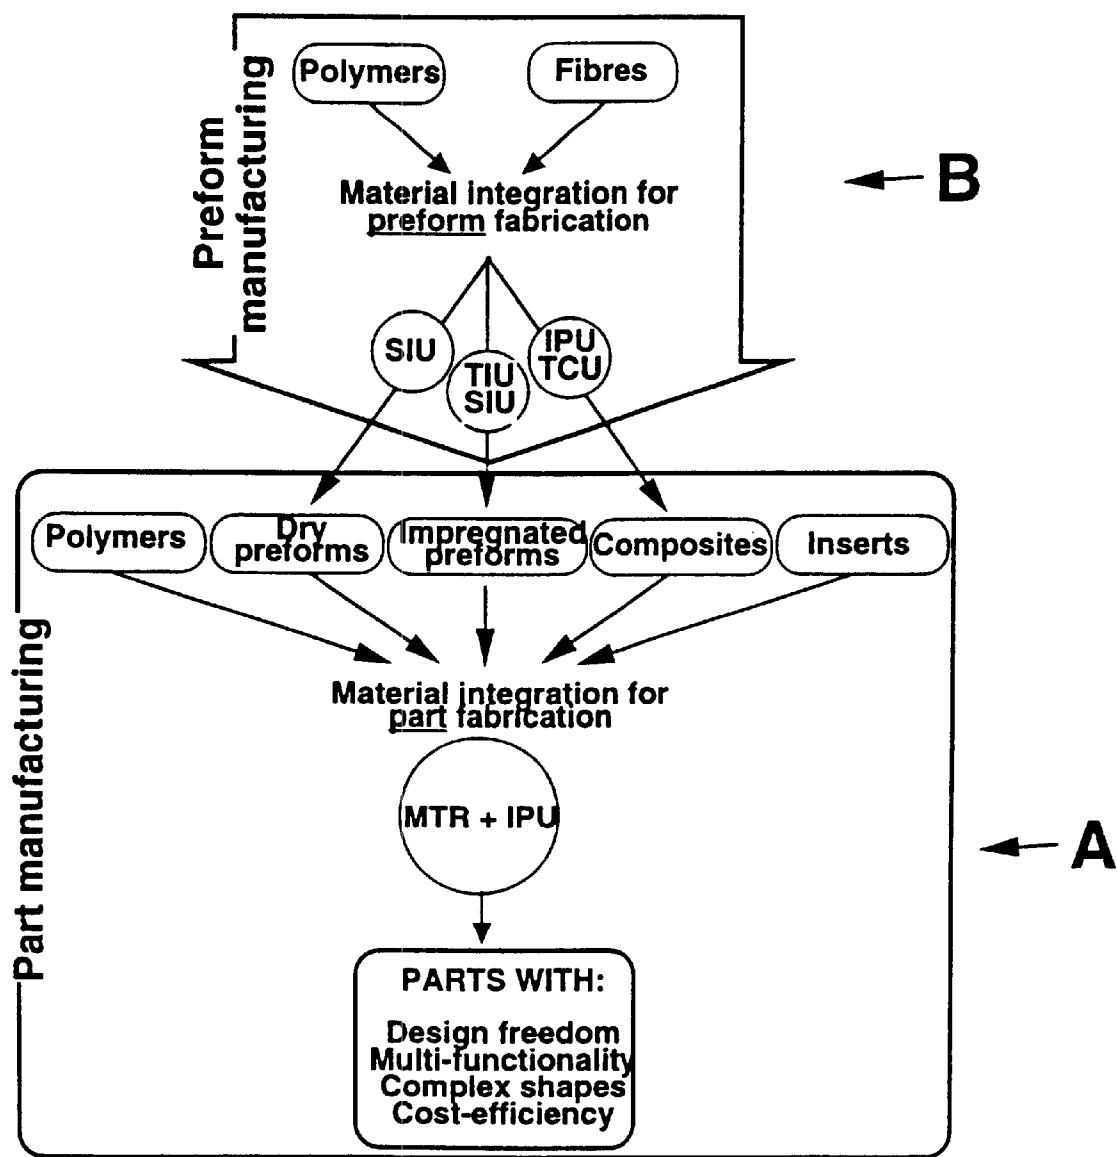 Preform
manufacturing
Polymers
Fibres
Material integration for
preform fabrication
B
SIU
TIU
SIU
IPU
TCU
Part manufacturing
Polymers
Dry
preforms
Impregnated
preforms
Composites
Inserts
Material integration for
part fabrication
MTR + IPU
A
PARTS WITH:
Design freedom
Multi-functionality
Complex shapes
Cost-efficiency